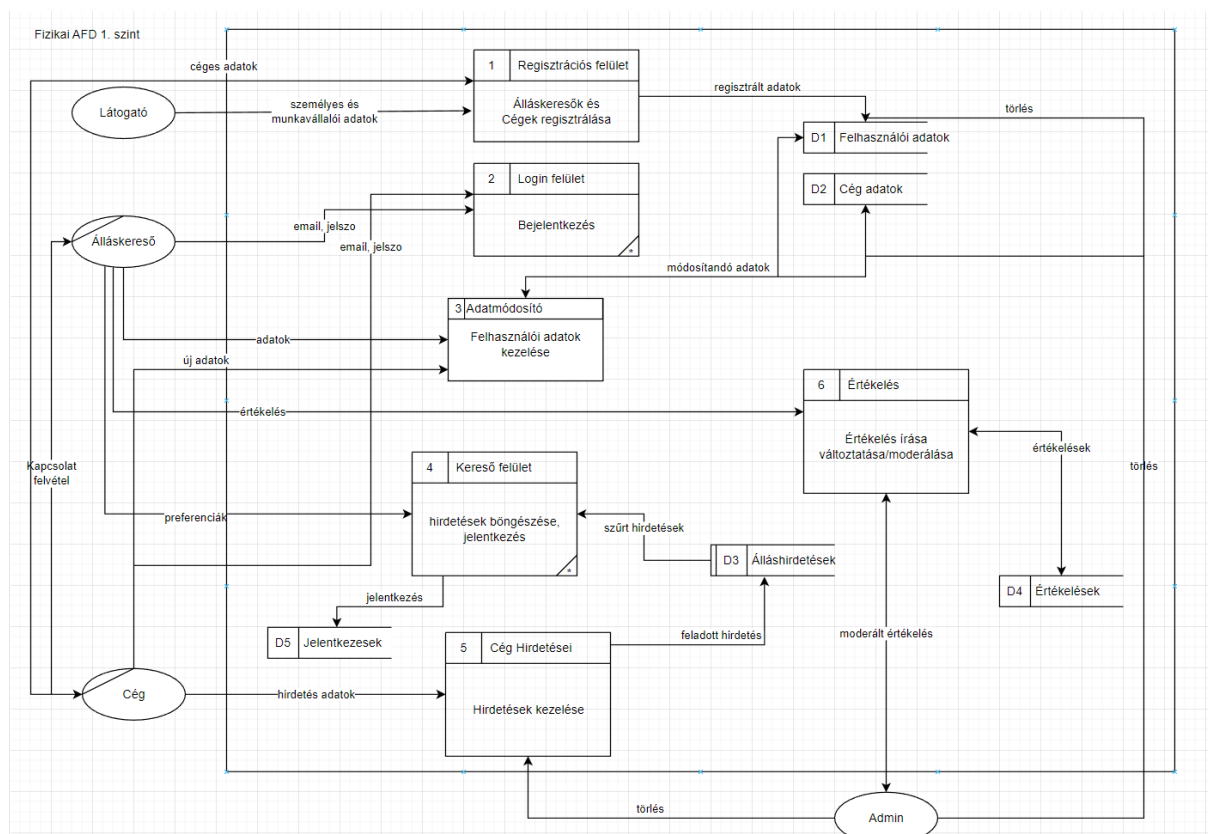 Fizikai AFD 1. szint
céges adatok
1
Regisztrációs felület
Álláskeresők és
Cégek regisztrálása
regisztrált adatok
törlés
Látogató
személyes és
munkavállalói adatok
D1
Felhasználói adatok
2
Login felület
Bejelentkezés
*
D2
Cég adatok
Álláskereső
email, jelszo
email, jelszo
módosítandó adatok
3
Adatmódosító
Felhasználói adatok
kezelése
adatok
új adatok
6
Értékelés
Értékelés írása
változtatása/moderálása
értékelés
értékelések
törlés
Kapcsolat
felvétel
4
Kereső felület
hirdetések böngészése,
jelentkezés
*
preferenciák
szűrt hirdetések
D3
Álláshirdetések
D4
Értékelések
jelentkezés
D5
Jelentkezesek
feladott hirdetés
moderált értékelés
5
Cég Hirdetései
Hirdetések kezelése
Cég
hirdetés adatok
törlés
Admin